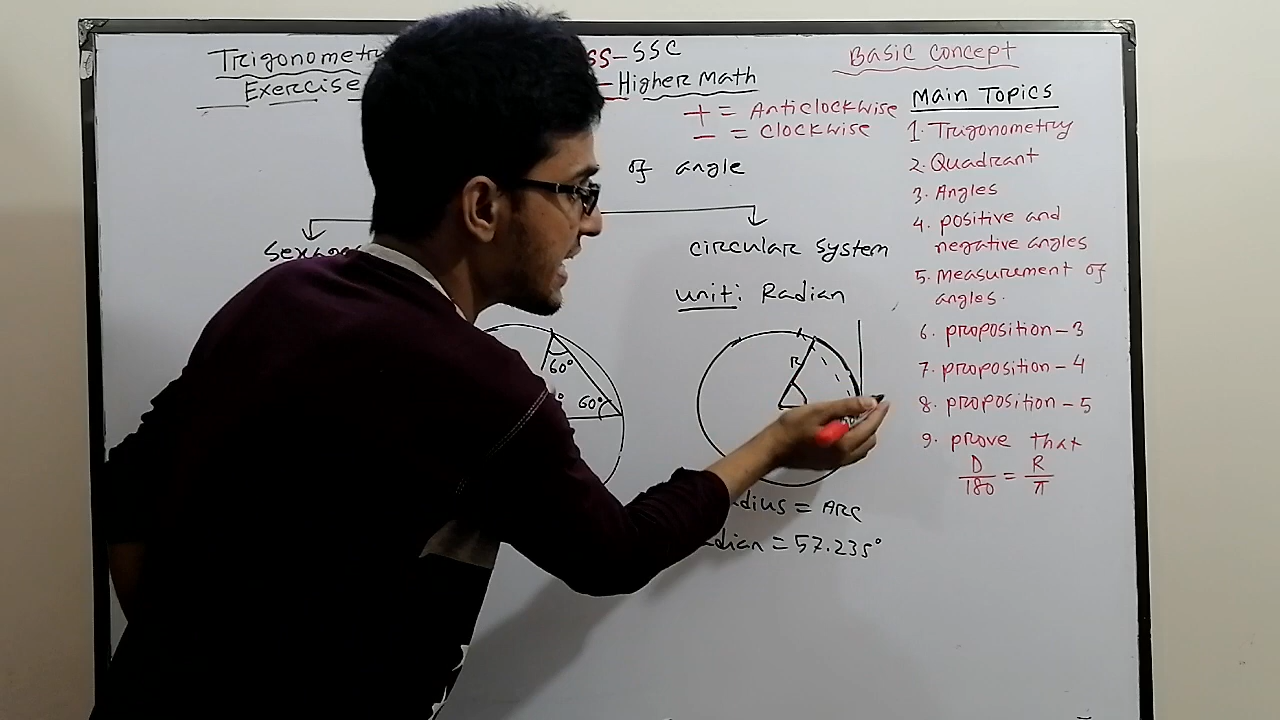 Trigonometry SS-SSC
Exercise - Higher Math
Basic Concept
+ = Anticlockwise
- = Clockwise
of angle
circular system
unit: Radian
60°
60°
R
= Arc
= 57.235°
Main Topics
1. Trigonometry
2. Quadrant
3. Angles
4. positive and
negative angles
5. Measurement of
angles.
6. proposition-3
7. proposition-4
8. proposition-5
9. prove that
D/180 = R/π